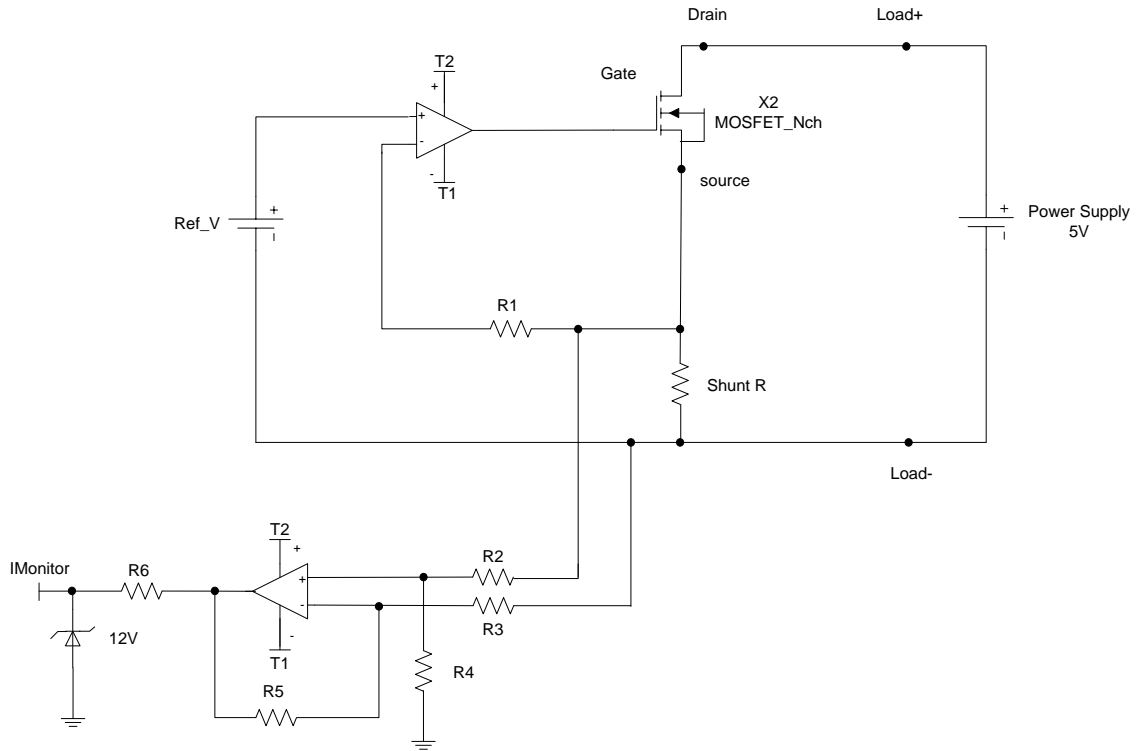 Drain
Load+
T2
+
Gate
X2
MOSFET_Nch
+
-
-
T1
source
+
Ref_V
+
Power Supply
5V
R1
Shunt R
Load-
T2
+
IMonitor
R6
R2
+
-
R3
12V
-
T1
R4
R5